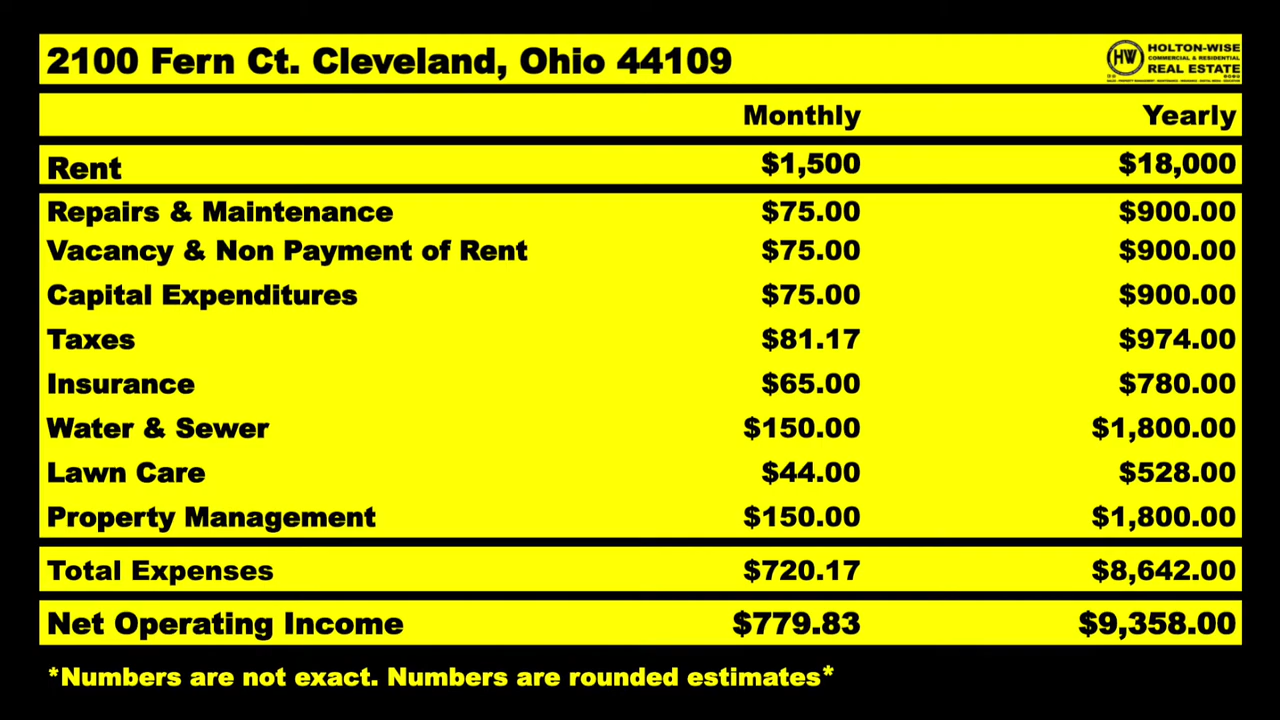 2100 Fern Ct. Cleveland, Ohio 44109
HW
HOLTON-WISE
COMMERCIAL & RESIDENTIAL
REAL ESTATE
Monthly Yearly
Rent $1,500 $18,000
Repairs & Maintenance $75.00 $900.00
Vacancy & Non Payment of Rent $75.00 $900.00
Capital Expenditures $75.00 $900.00
Taxes $81.17 $974.00
Insurance $65.00 $780.00
Water & Sewer $150.00 $1,800.00
Lawn Care $44.00 $528.00
Property Management $150.00 $1,800.00
Total Expenses $720.17 $8,642.00
Net Operating Income $779.83 $9,358.00
*Numbers are not exact. Numbers are rounded estimates*